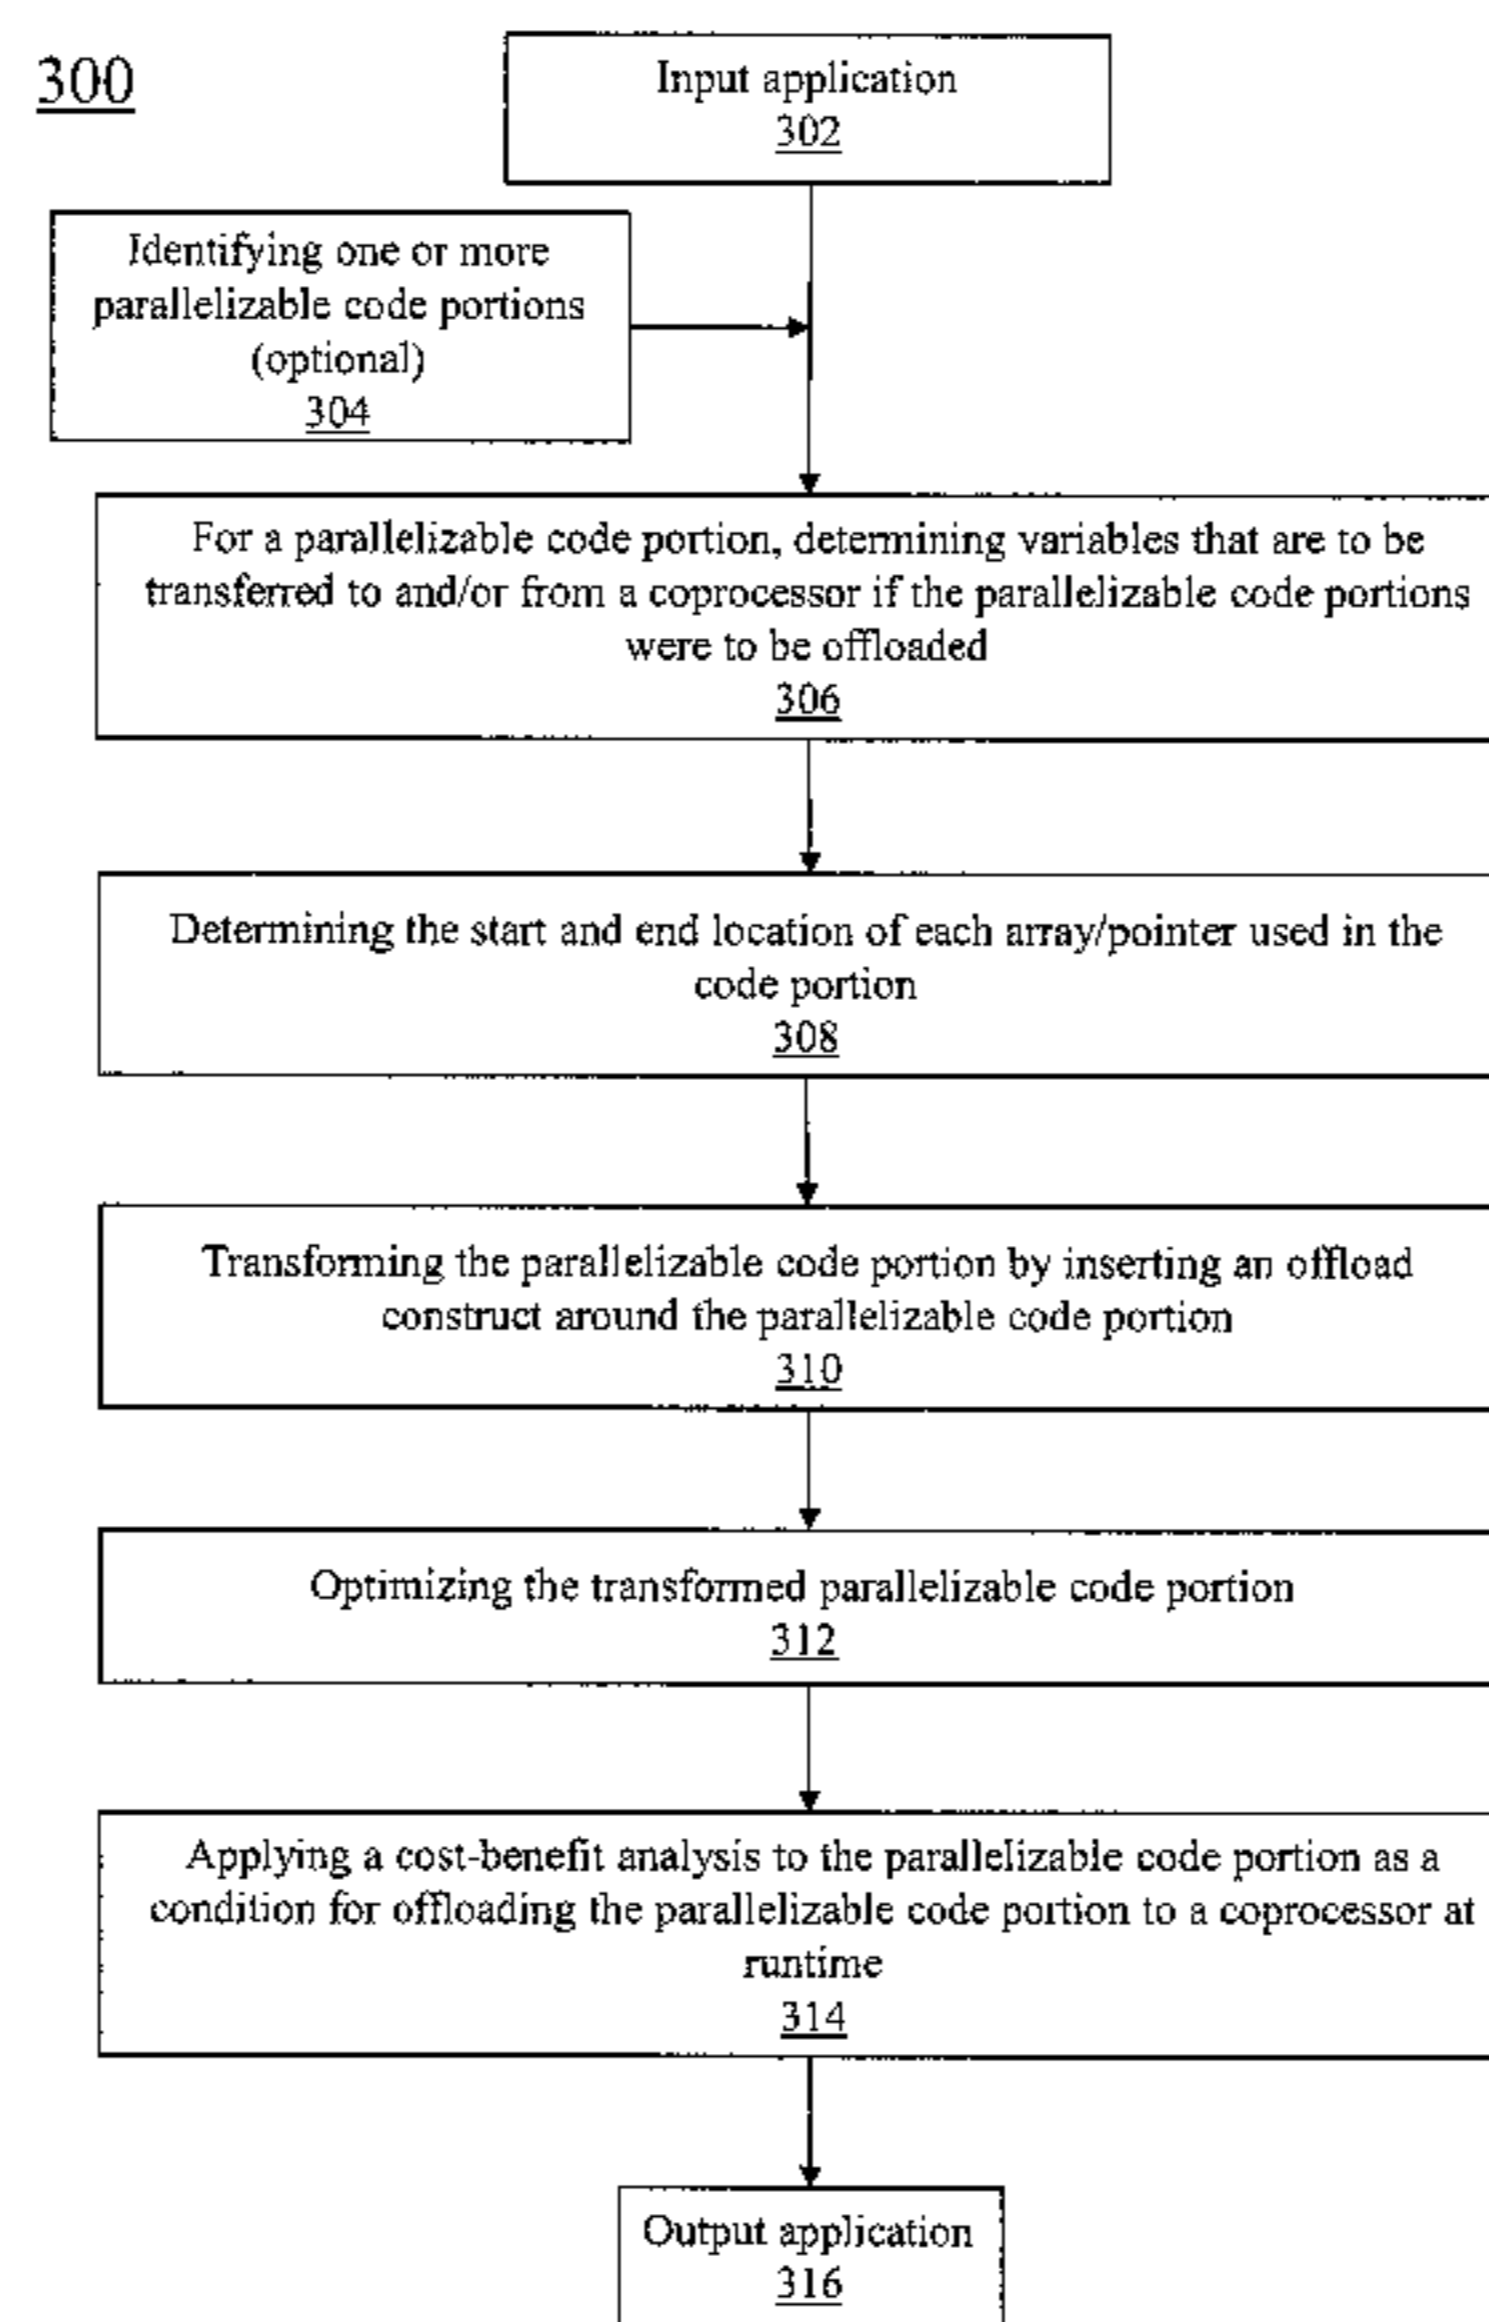 300
Input application
302
Identifying one or more
parallelizable code portions
(optional)
304
For a parallelizable code portion, determining variables that are to be
transferred to and/or from a coprocessor if the parallelizable code portions
were to be offloaded
306
Determining the start and end location of each array/pointer used in the
code portion
308
Transforming the parallelizable code portion by inserting an offload
construct around the parallelizable code portion
310
Optimizing the transformed parallelizable code portion
312
Applying a cost-benefit analysis to the parallelizable code portion as a
condition for offloading the parallelizable code portion to a coprocessor at
runtime
314
Output application
316